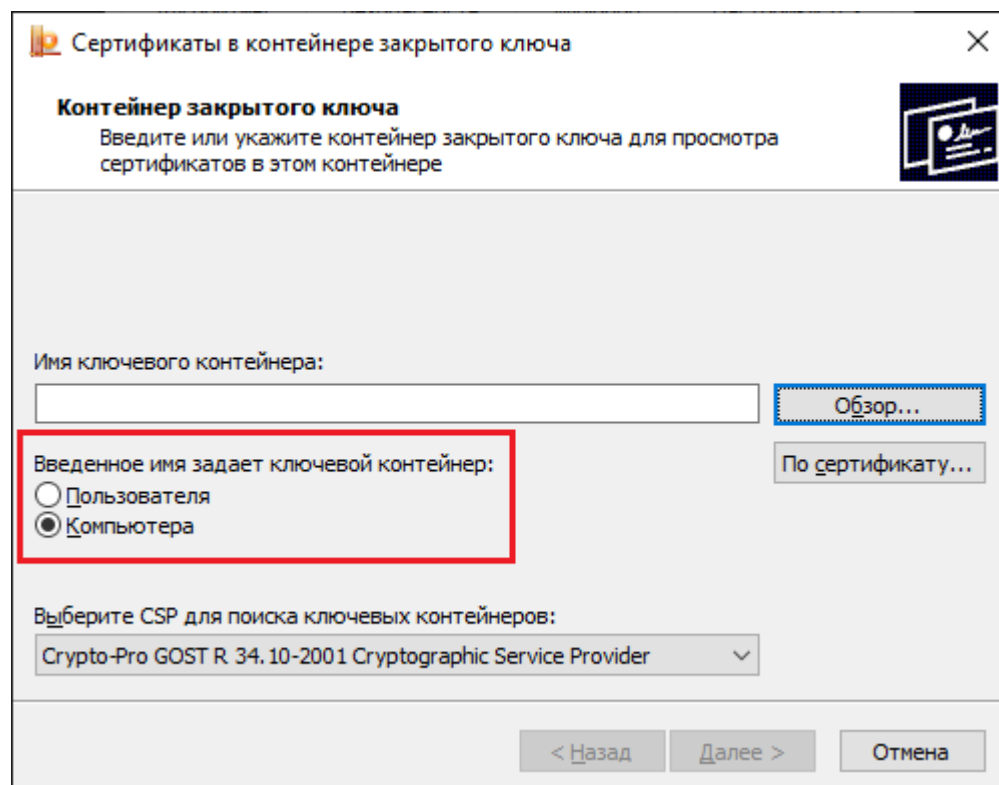 Сертификаты в контейнере закрытого ключа
Контейнер закрытого ключа
Введите или укажите контейнер закрытого ключа для просмотра
сертификатов в этом контейнере
Имя ключевого контейнера:
Обзор...
Введенное имя задает ключевой контейнер:
По сертификату...
Пользователя
Компьютера
Выберите CSP для поиска ключевых контейнеров:
Crypto-Pro GOST R 34.10-2001 Cryptographic Service Provider
< Назад
Далее >
Отмена